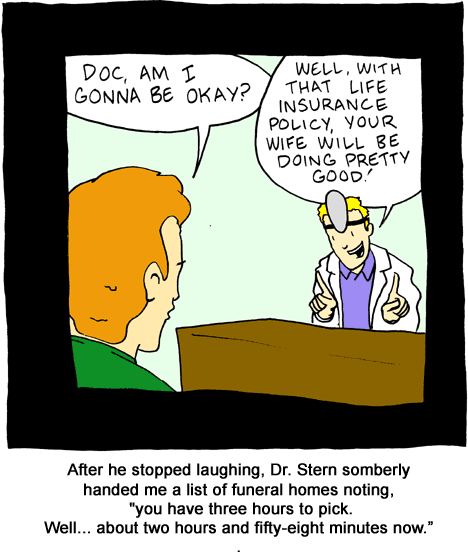 DOC, AM I
GONNA BE OKAY?
WELL, WITH
THAT LIFE
INSURANCE
POLICY, YOUR
WIFE WILL BE
DOING PRETTY
GOOD!
After he stopped laughing, Dr. Stern somberly
handed me a list of funeral homes noting,
"you have three hours to pick.
Well... about two hours and fifty-eight minutes now.”
.